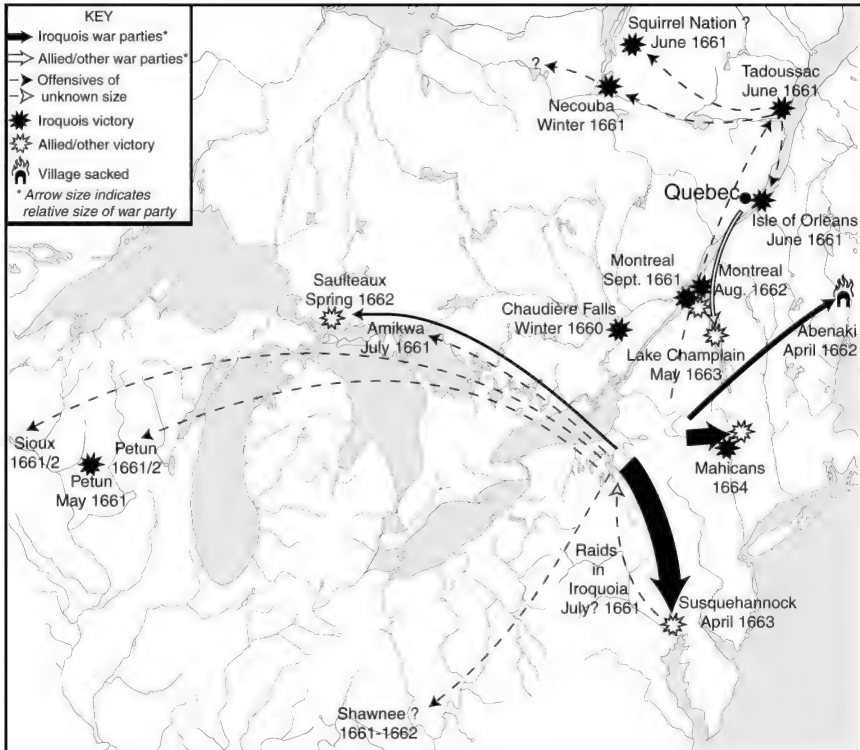 KEY
Iroquois war parties*
Allied/other war parties*
Offensives of
unknown size
Iroquois victory
Allied/other victory
Village sacked
* Arrow size indicates
relative size of war party
Squirrel Nation ?
June 1661
?
Necouba
Winter 1661
Tadoussac
June 1661
Quebec
Isle of Orleans
June 1661
Montreal
Sept. 1661
Montreal
Aug. 1662
Saulteaux
Spring 1662
Amikwa
July 1661
Chaudière Falls
Winter 1660
Lake Champlain
May 1663
Abenaki
April 1662
Sioux
1661/2
Petun
May 1661
Petun
1661/2
Mahicans
1664
Raids
in
Iroquoia
July? 1661
Susquehannock
April 1663
Shawnee ?
1661-1662